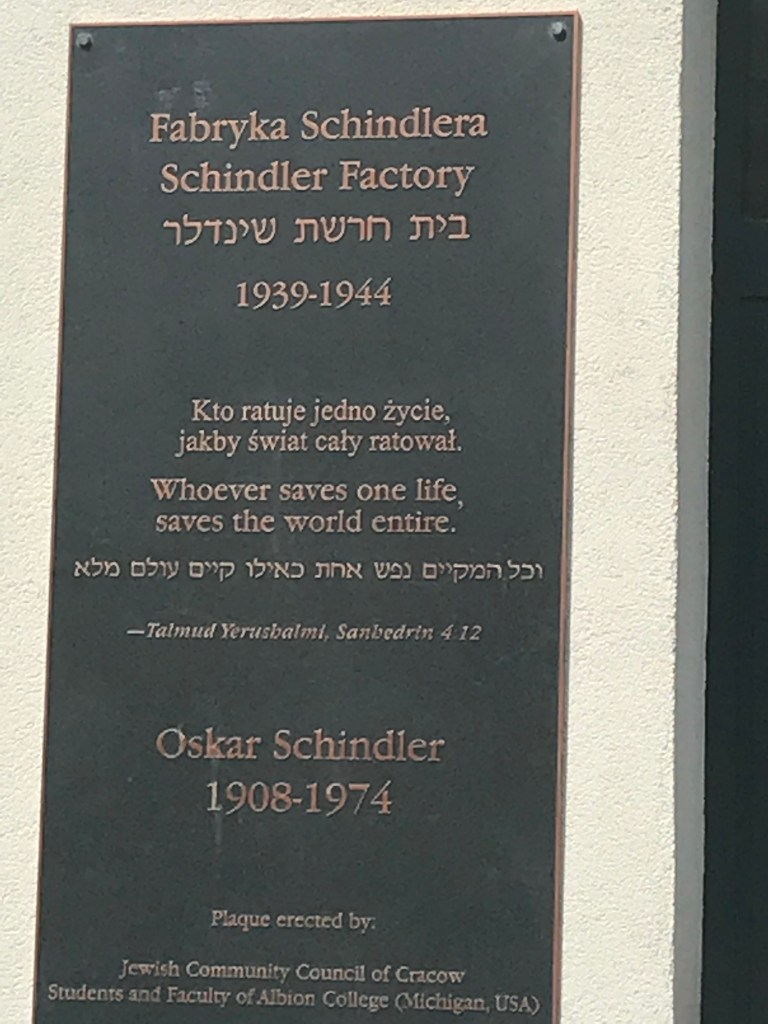 Fabryka Schindlera
Schindler Factory
בית חרשת שינדלר
1939-1944
Kto ratuje jedno życie,
jakby świat cały ratował.
Whoever saves one life,
saves the world entire.
וכל המקיים נפש אחת כאילו קיים עולם מלא
—Talmud Yerushalmi, Sanhedrin 4 12
Oskar Schindler
1908-1974
Plaque erected by:
Jewish Community Council of Cracow
Students and Faculty of Albion College (Michigan, USA)